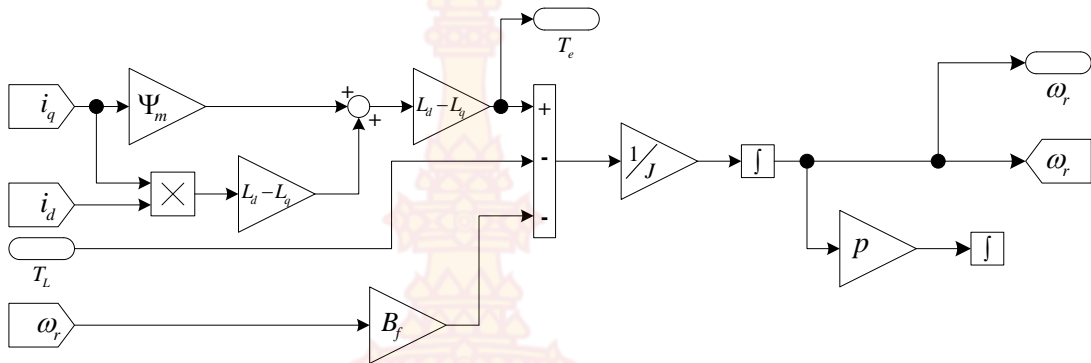 T_e
ω_r
i_q
Ψ_m
+
+
L_d − L_q
+
-
-
1/J
∫
ω_r
i_d
×
L_d − L_q
T_L
p
∫
ω_r
B_f